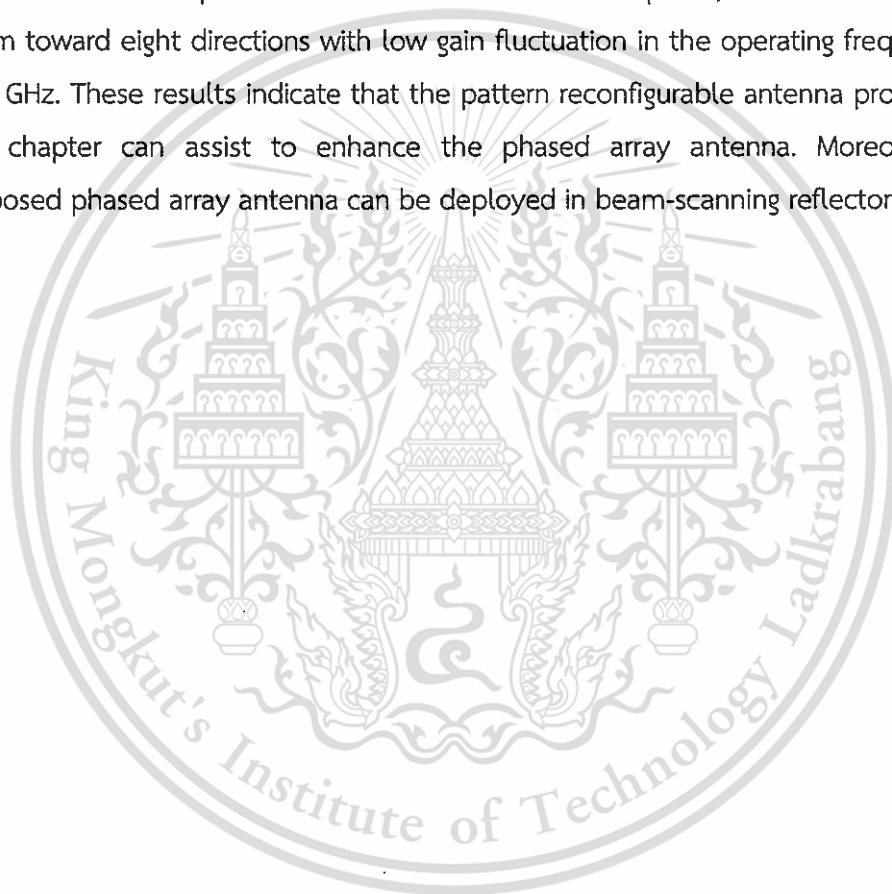 m toward eight directions with low gain fluctuation in the operating freq
GHz. These results indicate that the pattern reconfigurable antenna pro
chapter can assist to enhance the phased array antenna. Moreo
posed phased array antenna can be deployed in beam-scanning reflector
King Mongkut's Institute of Technology Ladkrabang